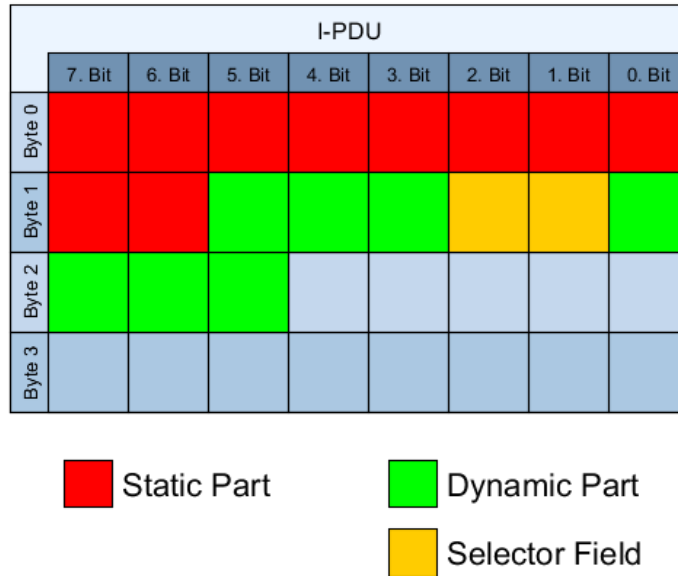 I-PDU
7. Bit 6. Bit 5. Bit 4. Bit 3. Bit 2. Bit 1. Bit 0. Bit
Byte 0
Byte 1
Byte 2
Byte 3
Static Part Dynamic Part
Selector Field